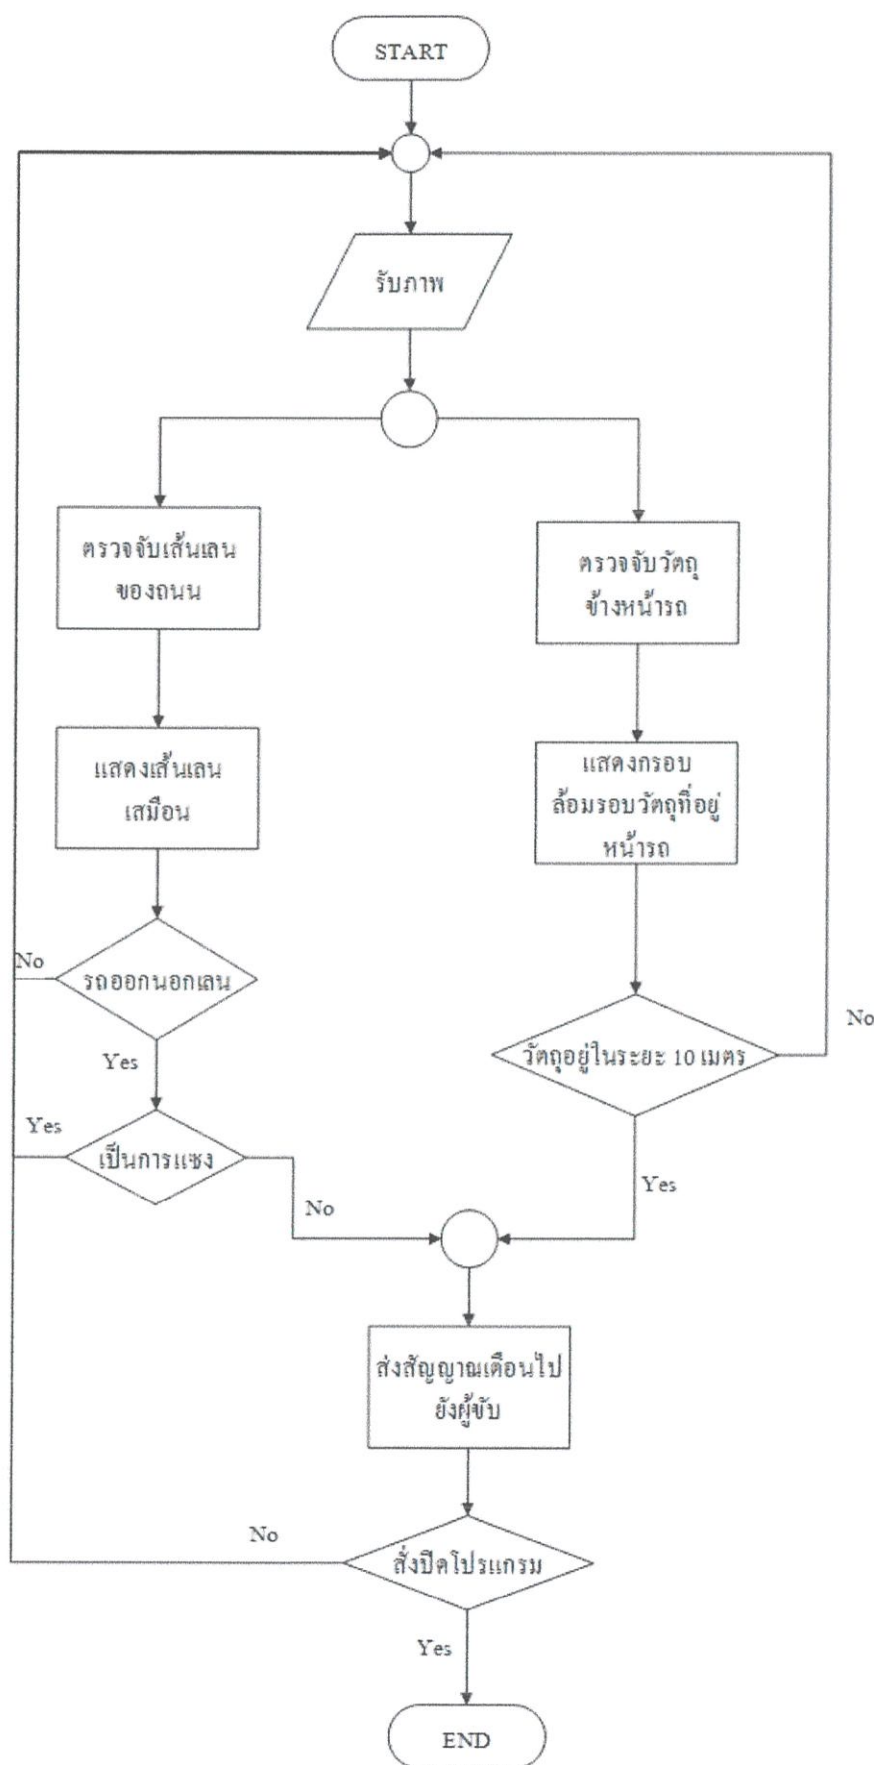 START
รับภาพ
ตรวจจับเส้นเลน
ของถนน
ตรวจจับวัตถุ
ข้างหน้ารถ
แสดงเส้นเลน
เสมือน
แสดงกรอบ
ล้อมรอบวัตถุที่อยู่
หน้ารถ
No
รถออกนอกเลน
Yes
วัตถุอยู่ในระยะ 10 เมตร
No
Yes
เป็นการแซง
No
Yes
ส่งสัญญาณเตือนไป
ยังผู้ขับ
No
สั่งปิดโปรแกรม
Yes
END